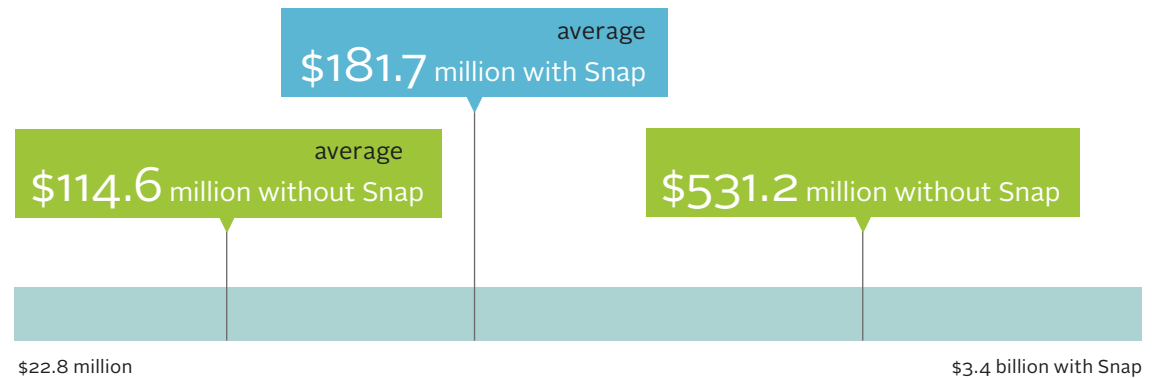 average
$181.7 million with Snap
average
$114.6 million without Snap
$531.2 million without Snap
$22.8 million
$3.4 billion with Snap